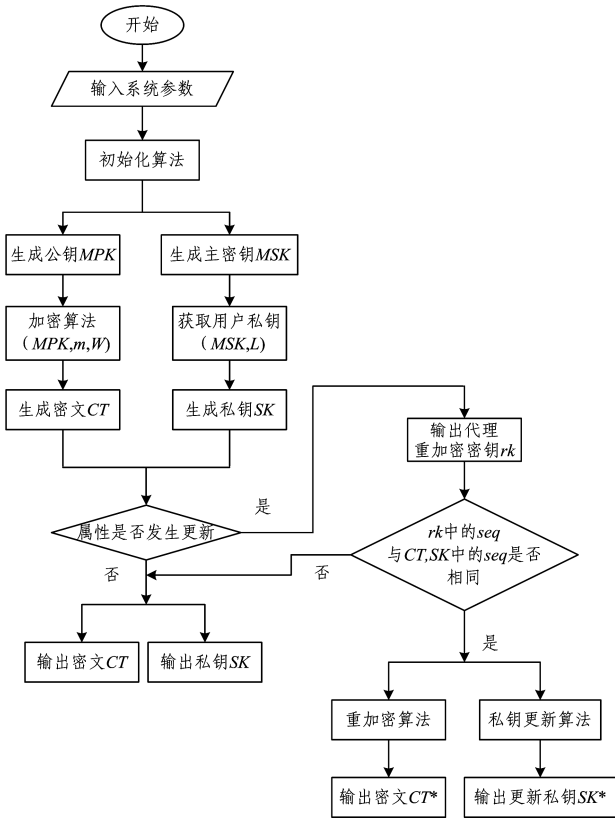 开始
输入系统参数
初始化算法
生成公钥MPK
生成主密钥MSK
加密算法
（MPK,m,W)
获取用户私钥
（MSK,L)
生成密文CT
生成私钥SK
输出代理
重加密密钥rk
属性是否发生更新
是
否
rk中的seq
与CT,SK中的seq是否
相同
否
是
输出密文CT
输出私钥SK
重加密算法
私钥更新算法
输出密文CT*
输出更新私钥SK*